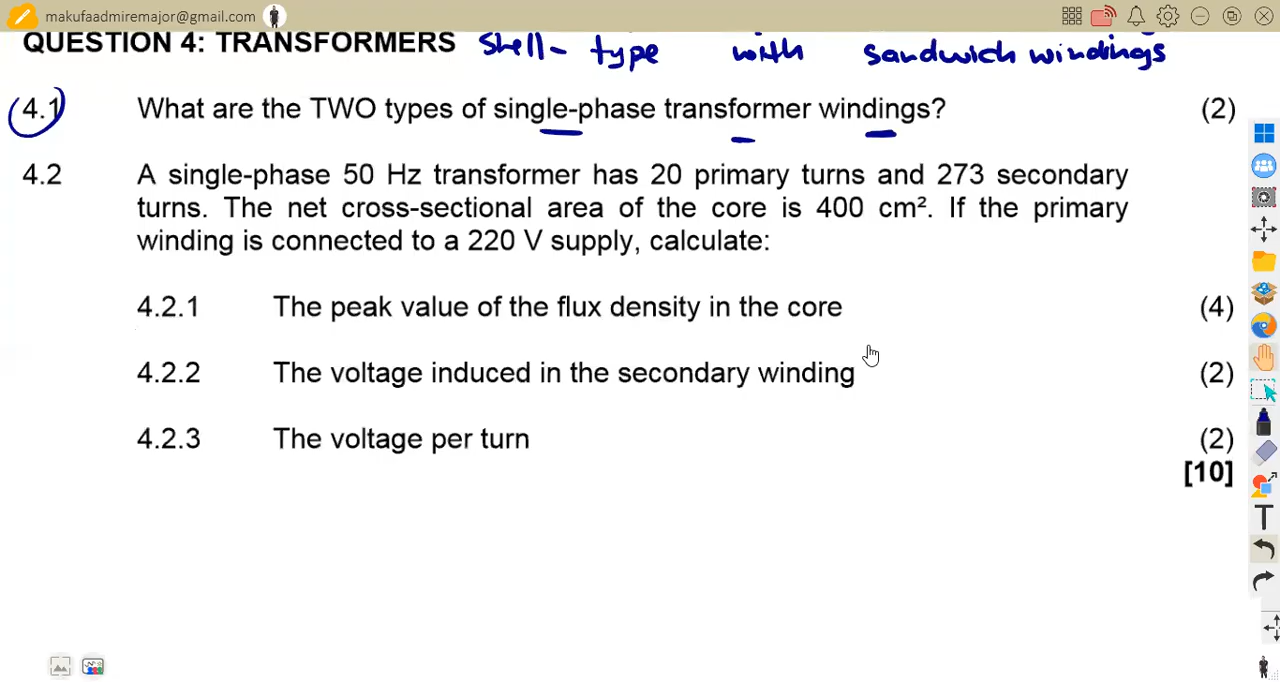 makufaadmiremajor@gmail.com
QUESTION 4: TRANSFORMERS shell- type with sandwich windings
4.1 What are the TWO types of single-phase transformer windings? (2)
4.2 A single-phase 50 Hz transformer has 20 primary turns and 273 secondary
turns. The net cross-sectional area of the core is 400 cm². If the primary
winding is connected to a 220 V supply, calculate:
4.2.1 The peak value of the flux density in the core (4)
4.2.2 The voltage induced in the secondary winding (2)
4.2.3 The voltage per turn (2)
[10]
T